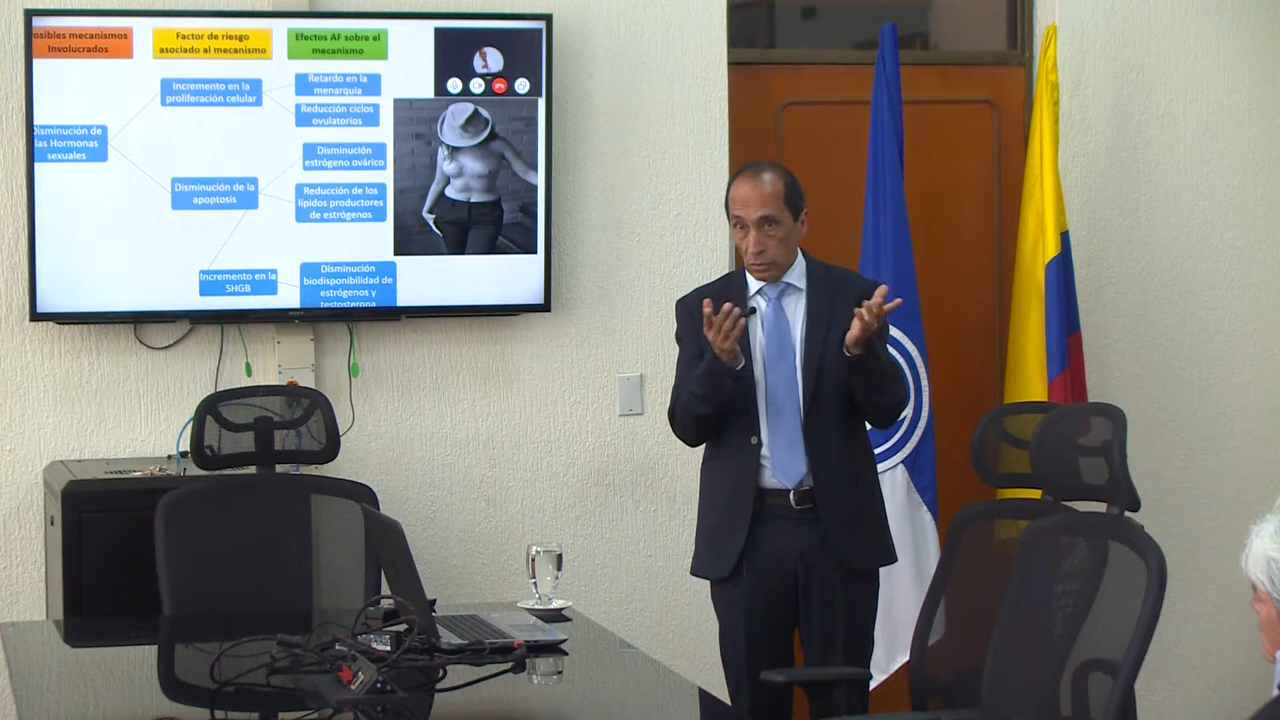 osibles mecanismos
Involucrados
Factor de riesgo
asociado al mecanismo
Efectos AF sobre el
mecanismo
Incremento en la
proliferación celular
Retardo en la
menarquia
Reducción ciclos
ovulatorios
Disminución de
las Hormonas
sexuales
Disminución
estrógeno ovárico
Disminución de la
apoptosis
Reducción de los
lípidos productores
de estrógenos
Incremento en la
SHGB
Disminución
biodisponibilidad de
estrógenos y
testosterona
SONY